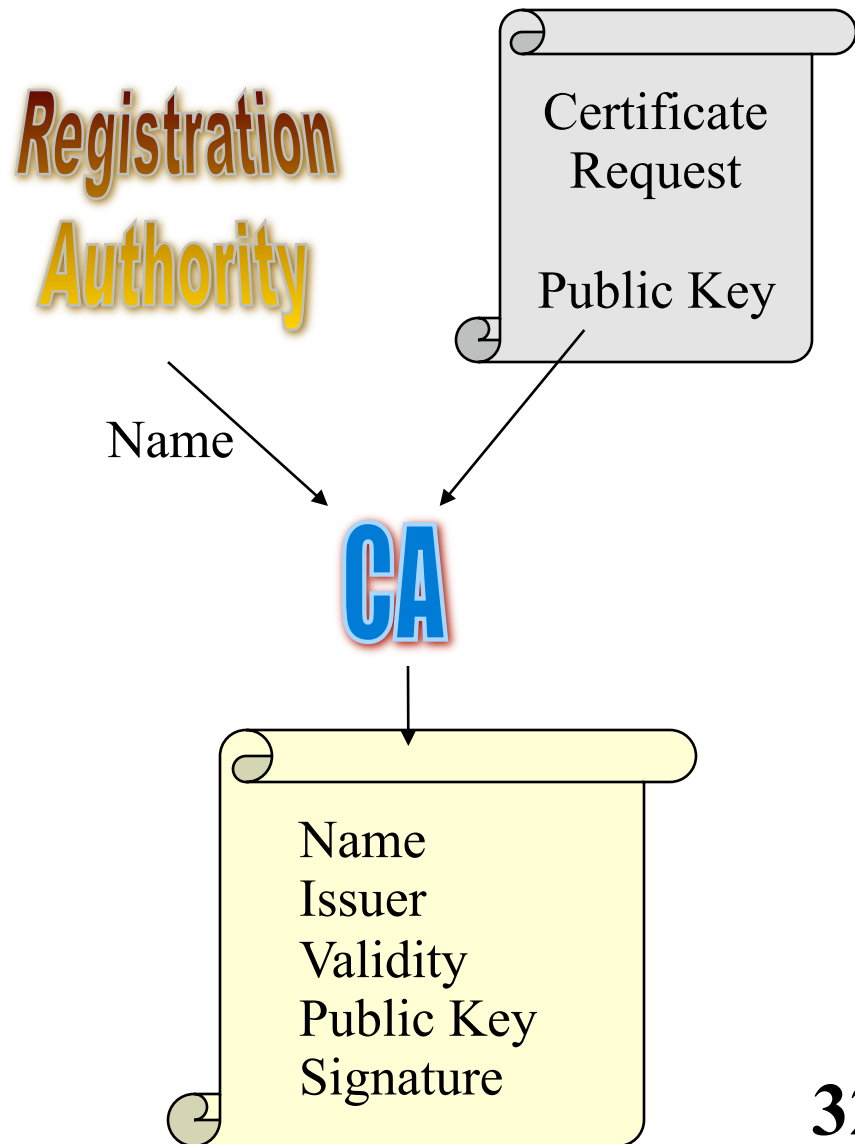 Registration
Authority
Certificate
Request
Public Key
Name
CA
Name
Issuer
Validity
Public Key
Signature